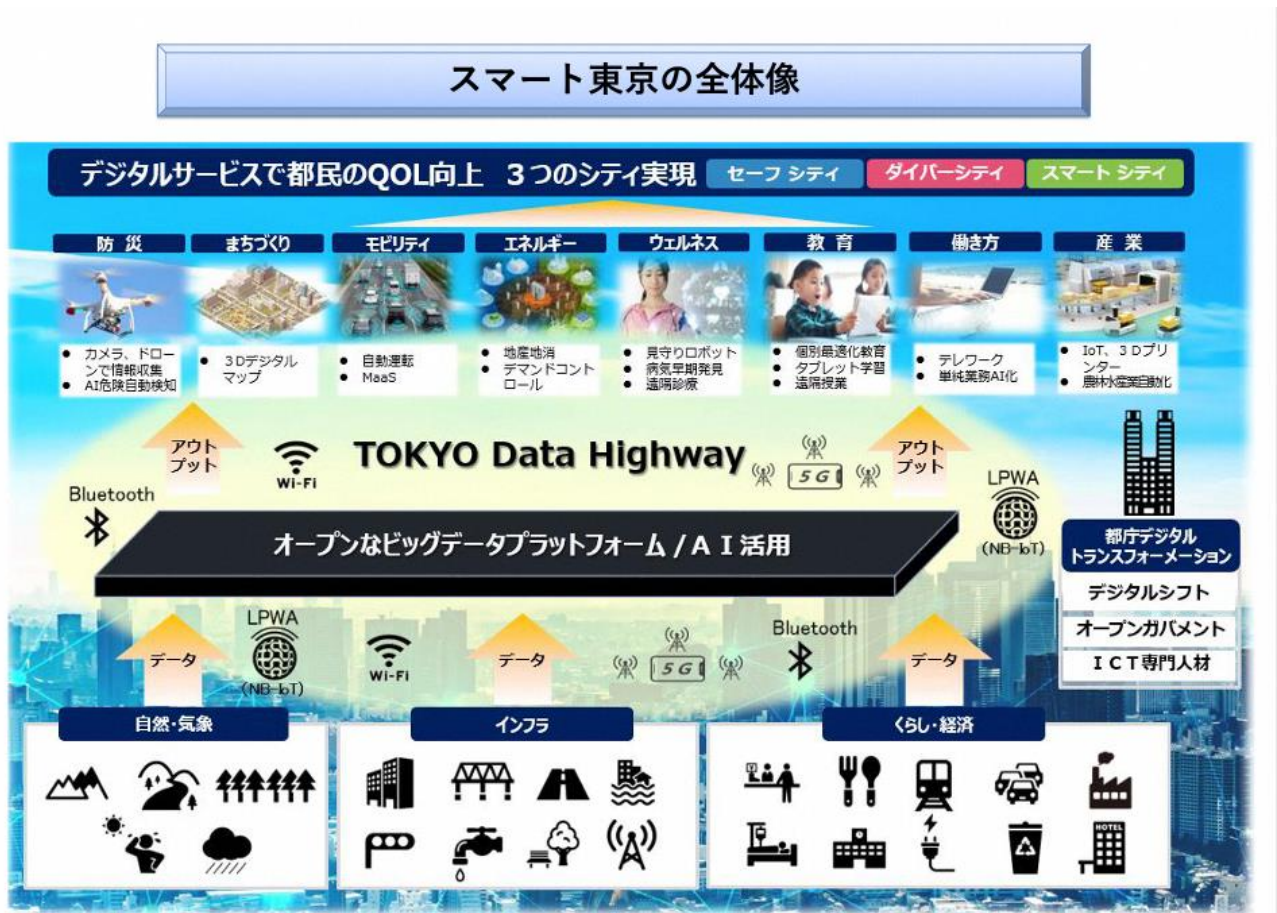 スマート東京の全体像
デジタルサービスで都民のQOL向上 3つのシティ実現 セーフ シティ ダイバーシティ スマート シティ
防 災
● カメラ、ドロー
ンで情報収集
● AI危険自動検知
まちづくり
● 3Dデジタル
マップ
モビリティ
● 自動運転
● MaaS
エネルギー
● 地産地消
● デマンドコント
ロール
ウェルネス
● 見守りロボット
● 病気早期発見
● 遠隔診療
教 育
● 個別最適化教育
● タブレット学習
● 遠隔授業
働き方
● テレワーク
● 単純業務AI化
産 業
● IoT、3Dプリ
ンター
● 農林水産業自動化
アウト
プット
Wi-Fi
TOKYO Data Highway
5G
アウト
プット
Bluetooth
LPWA
(NB-IoT)
オープンなビッグデータプラットフォーム/AI活用
都庁デジタル
トランスフォーメーション
デジタルシフト
オープンガバメント
ICT専門人材
データ
LPWA
(NB-IoT)
Wi-Fi
データ
5G
Bluetooth
データ
自然・気象
インフラ
くらし・経済
HOTEL